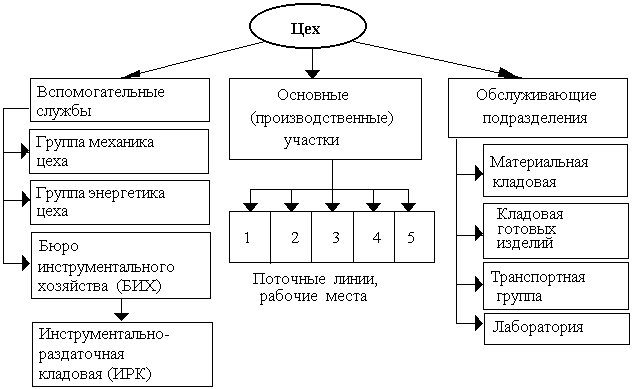 Цех
Вспомогательные
службы
Группа механика
цеха
Группа энергетика
цеха
Бюро
инструментального
хозяйства (БИХ)
Инструментально-
раздаточная
кладовая (ИРК)
Основные
(производственные)
участки
1 2 3 4 5
Поточные линии,
рабочие места
Обслуживающие
подразделения
Материальная
кладовая
Кладовая
готовых
изделий
Транспортная
группа
Лаборатория